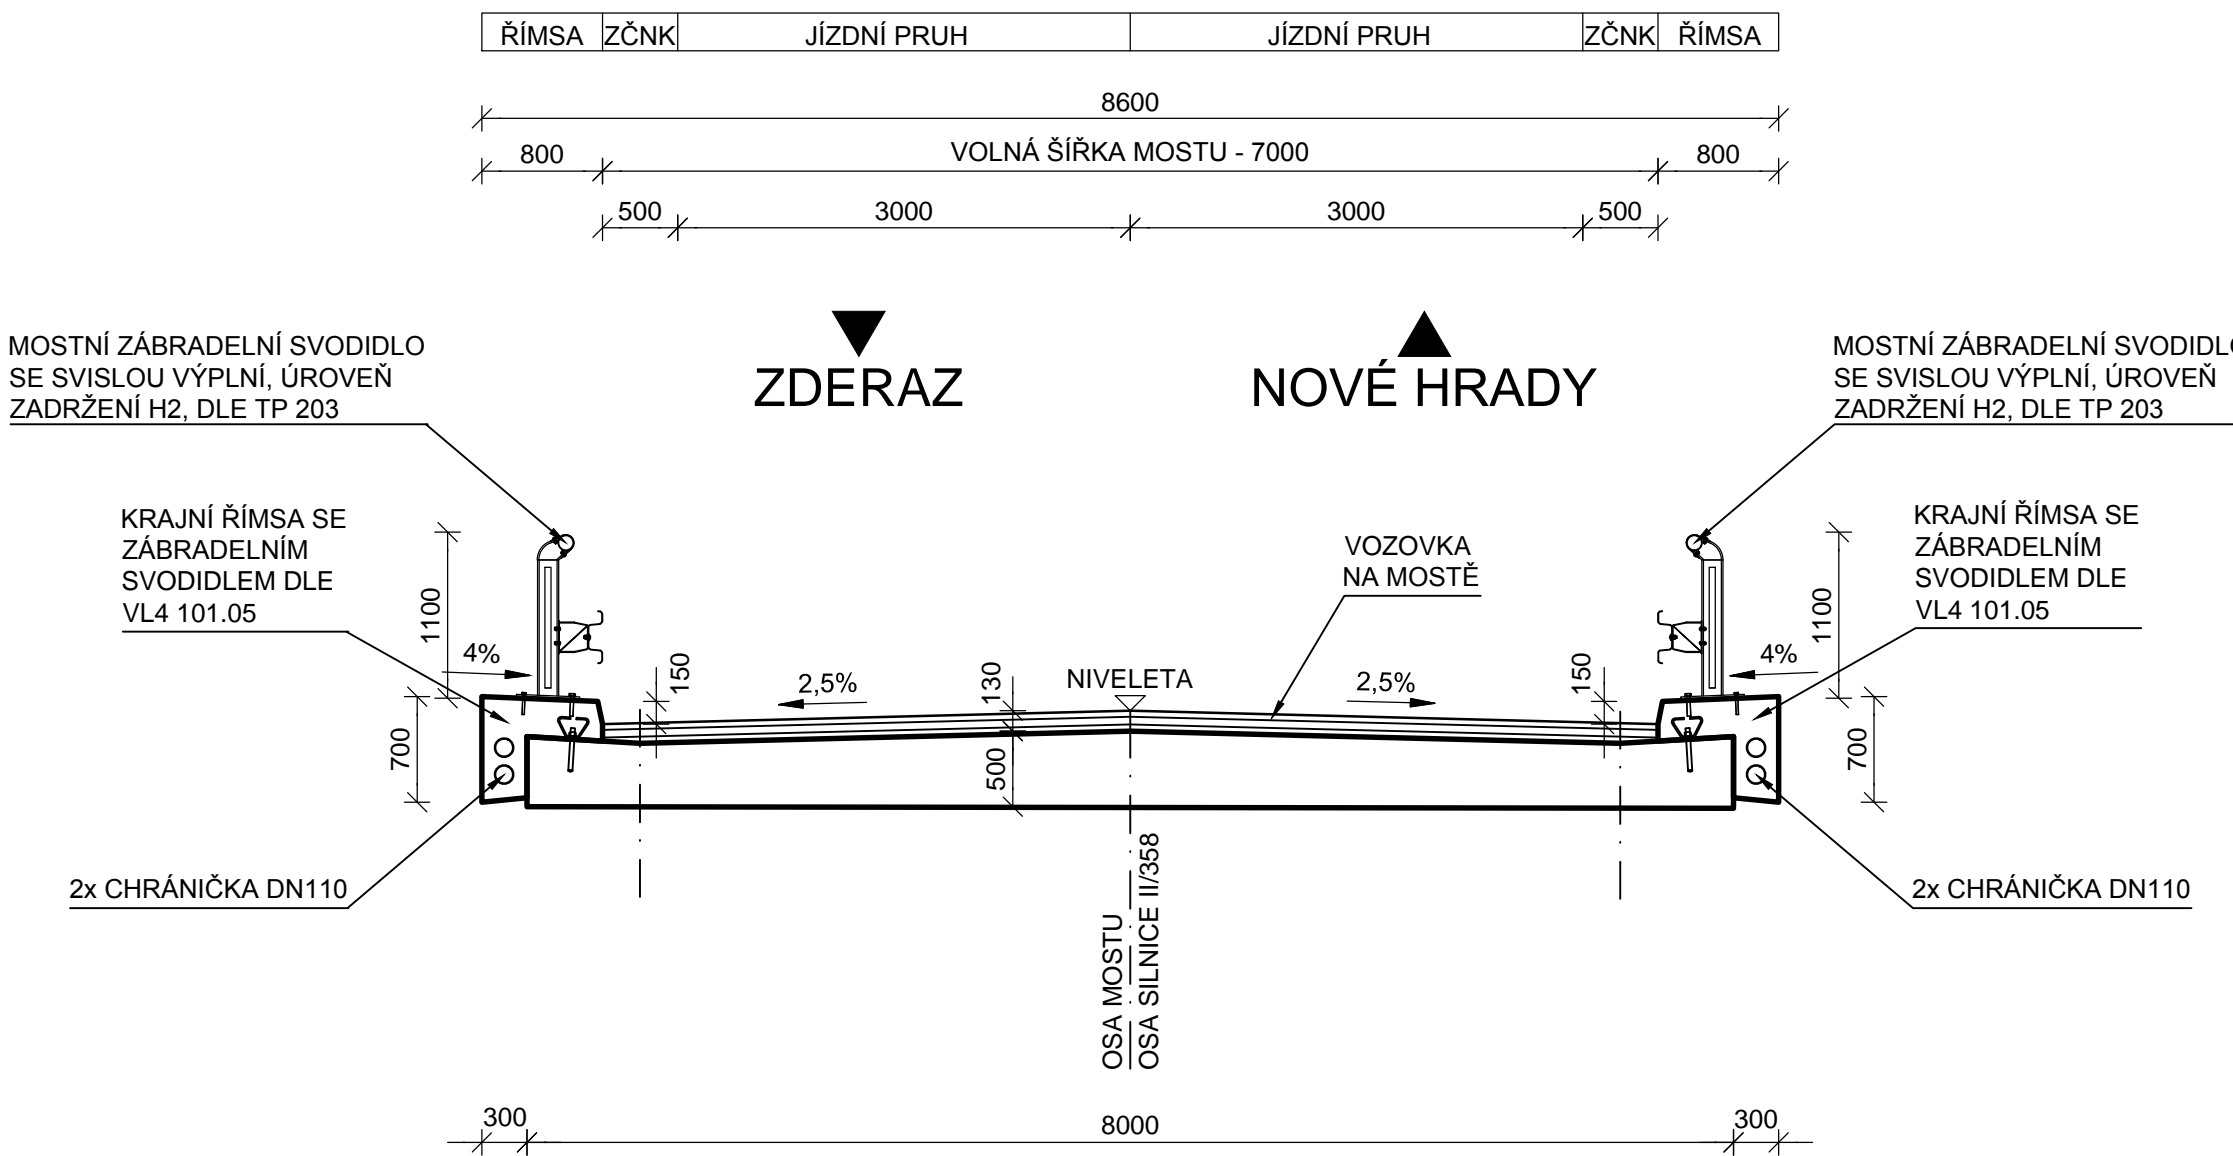 ŘÍMSA ZČNK JÍZDNÍ PRUH JÍZDNÍ PRUH ZČNK ŘÍMSA
8600
800 VOLNÁ ŠÍŘKA MOSTU - 7000 800
500 3000 3000 500
MOSTNÍ ZÁBRADELNÍ SVODIDLO
SE SVISLOU VÝPLNÍ, ÚROVEŇ
ZADRŽENÍ H2, DLE TP 203
ZDERAZ
NOVÉ HRADY
MOSTNÍ ZÁBRADELNÍ SVODIDLO
SE SVISLOU VÝPLNÍ, ÚROVEŇ
ZADRŽENÍ H2, DLE TP 203
KRAJNÍ ŘÍMSA SE
ZÁBRADELNÍM
SVODIDLEM DLE
VL4 101.05
VOZOVKA
NA MOSTĚ
KRAJNÍ ŘÍMSA SE
ZÁBRADELNÍM
SVODIDLEM DLE
VL4 101.05
1100
4%
150
2,5%
130
NIVELETA
2,5%
150
4%
1100
700
500
700
2x CHRÁNIČKA DN110
2x CHRÁNIČKA DN110
OSA MOSTU
OSA SILNICE II/358
300 8000 300